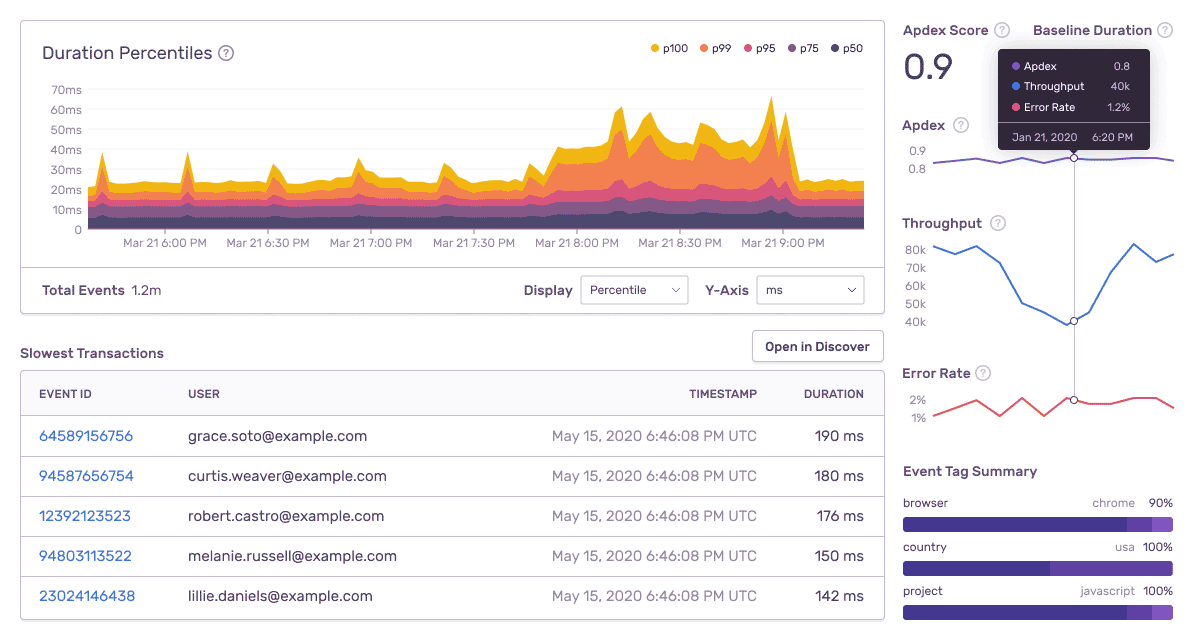 Duration Percentiles ?
p100 p99 p95 p75 p50
70ms
60ms
50ms
40ms
30ms
20ms
10ms
0
Mar 21 6:00 PM Mar 21 6:30 PM Mar 21 7:00 PM Mar 21 7:30 PM Mar 21 8:00 PM Mar 21 8:30 PM Mar 21 9:00 PM
Total Events 1.2m
Display Percentile Y-Axis ms
Slowest Transactions
Open in Discover
EVENT ID USER TIMESTAMP DURATION
64589156756 grace.soto@example.com May 15, 2020 6:46:08 PM UTC 190 ms
94587656754 curtis.weaver@example.com May 15, 2020 6:46:08 PM UTC 180 ms
12392123523 robert.castro@example.com May 15, 2020 6:46:08 PM UTC 176 ms
94803113522 melanie.russell@example.com May 15, 2020 6:46:08 PM UTC 150 ms
23024146438 lillie.daniels@example.com May 15, 2020 6:46:08 PM UTC 142 ms
Apdex Score ? Baseline Duration ?
0.9
Apdex 0.8
Throughput 40k
Error Rate 1.2%
Jan 21, 2020 6:20 PM
Apdex ?
0.9
0.8
Throughput ?
80k
70k
60k
50k
40k
Error Rate ?
2%
1%
Event Tag Summary
browser chrome 90%
country usa 100%
project javascript 100%